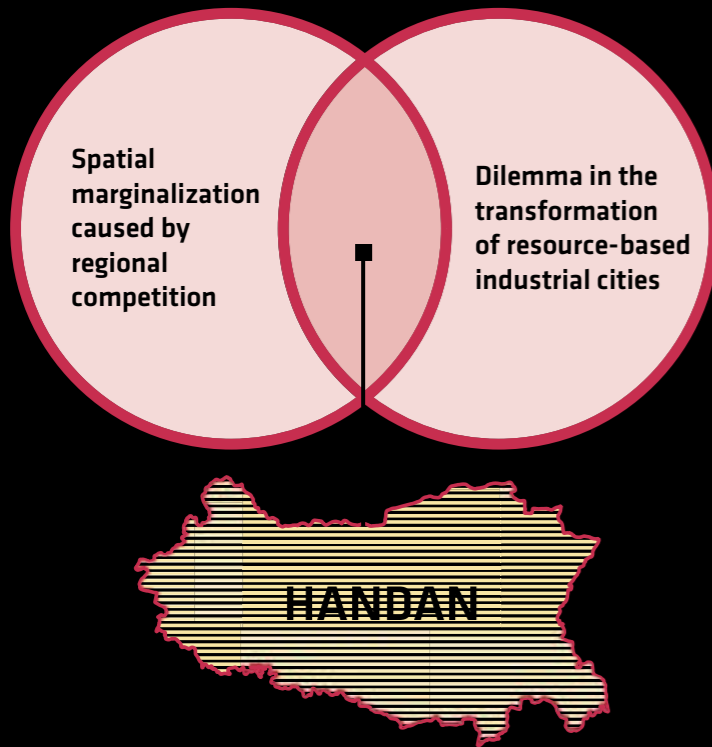 Spatial
marginalization
caused by
regional
competition
Dilemma in the
transformation
of resource-based
industrial cities
HANDAN